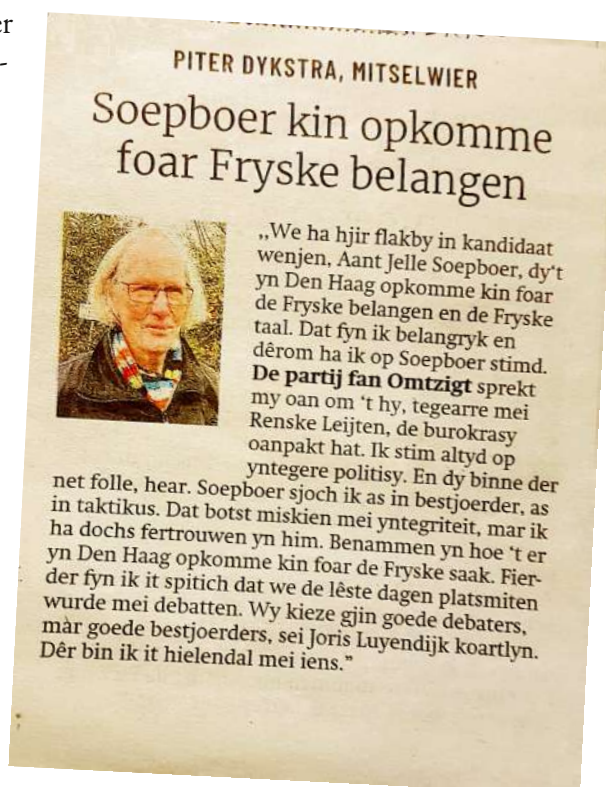 er
PITER DYKSTRA, MITSELWIER
Soepboer kin opkomme
foar Fryske belangen
„We ha hjir flakby in kandidaat
wenjen, Aant Jelle Soepboer, dy't
yn Den Haag opkomme kin foar
de Fryske belangen en de Fryske
taal. Dat fyn ik belangryk en
dêrom ha ik op Soepboer stimd.
De partij fan Omtzigt sprekt
my oan om 't hy, tegearre mei
Renske Leijten, de burokrasy
oanpakt hat. Ik stim altyd op
yntegere politisy. En dy binne der
net folle, hear. Soepboer sjoch ik as in bestjoerder, as
in taktikus. Dat botst miskien mei yntegriteit, mar ik
ha dochs fertrouwen yn him. Benammen yn hoe 't er
yn Den Haag opkomme kin foar de Fryske saak. Fier-
der fyn ik it spitich dat we de lêste dagen platsmiten
wurde mei debatten. Wy kieze gjin goede debaters,
màr goede bestjoerders, sei Joris Luyendijk koartlyn.
Dêr bin ik it hielendal mei iens.”